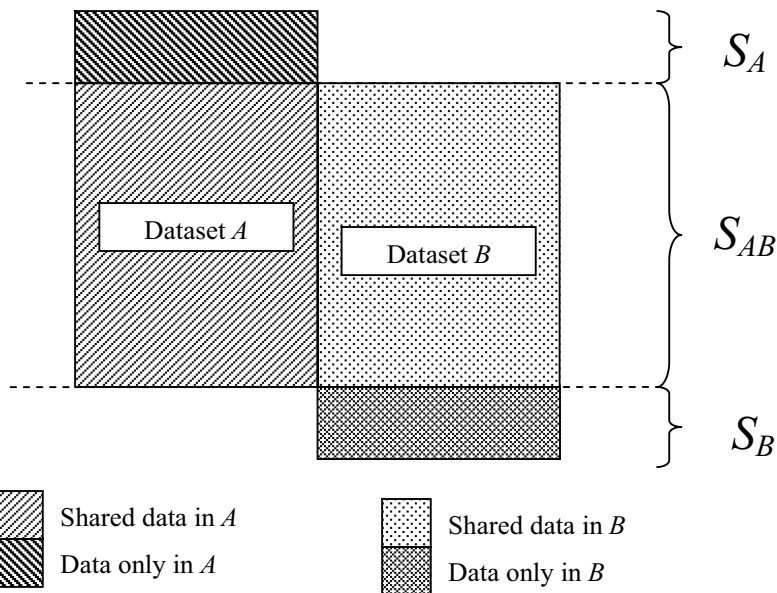 S_A
Dataset A
Dataset B
S_AB
S_B
Shared data in A
Data only in A
Shared data in B
Data only in B